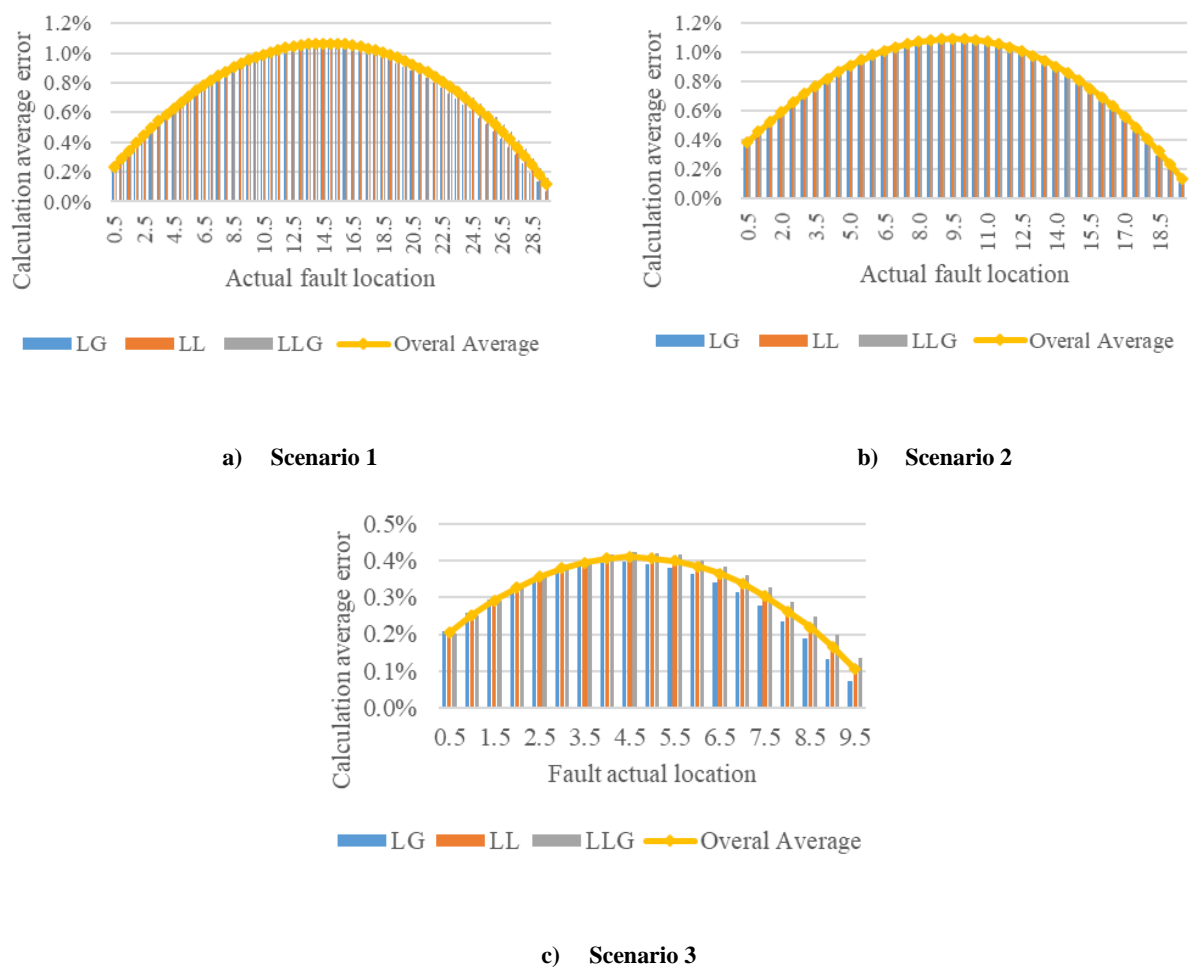 1.2%
1.0%
0.8%
0.6%
0.4%
0.2%
0.0%
Calculation average error
0.5 2.5 4.5 6.5 8.5 10.5 12.5 14.5 16.5 18.5 20.5 22.5 24.5 26.5 28.5
Actual fault location
LG LL LLG Overal Average
a) Scenario 1
1.2%
1.0%
0.8%
0.6%
0.4%
0.2%
0.0%
Calculation average error
0.5 2.0 3.5 5.0 6.5 8.0 9.5 11.0 12.5 14.0 15.5 17.0 18.5
Actual fault location
LG LL LLG Overal Average
b) Scenario 2
0.5%
0.4%
0.3%
0.2%
0.1%
0.0%
Calculation average error
0.5 1.5 2.5 3.5 4.5 5.5 6.5 7.5 8.5 9.5
Fault actual location
LG LL LLG Overal Average
c) Scenario 3